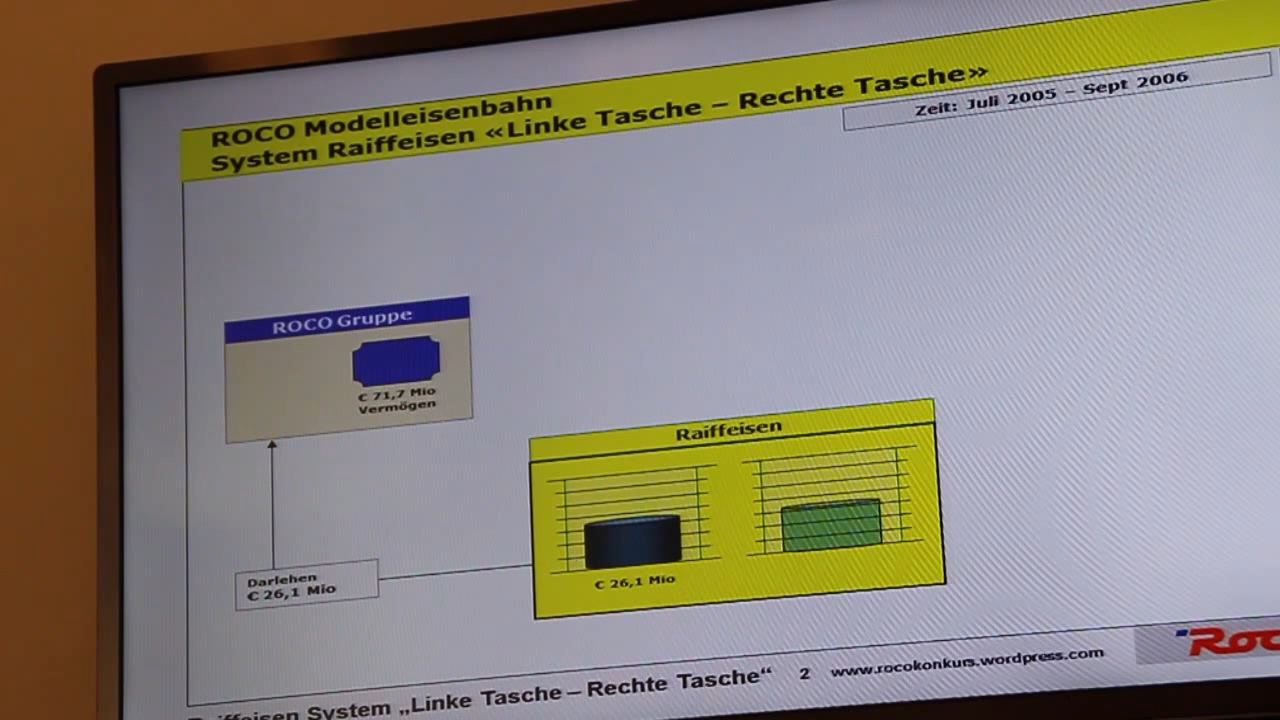 ROCO Modelleisenbahn
System Raiffeisen «Linke Tasche – Rechte Tasche»
Zeit: Juli 2005 – Sept 2006
ROCO Gruppe
€ 71,7 Mio
Vermögen
Raiffeisen
€ 26,1 Mio
Darlehen
€ 26,1 Mio
Raiffeisen System „Linke Tasche – Rechte Tasche“ 2 www.rocokonkurs.wordpress.com